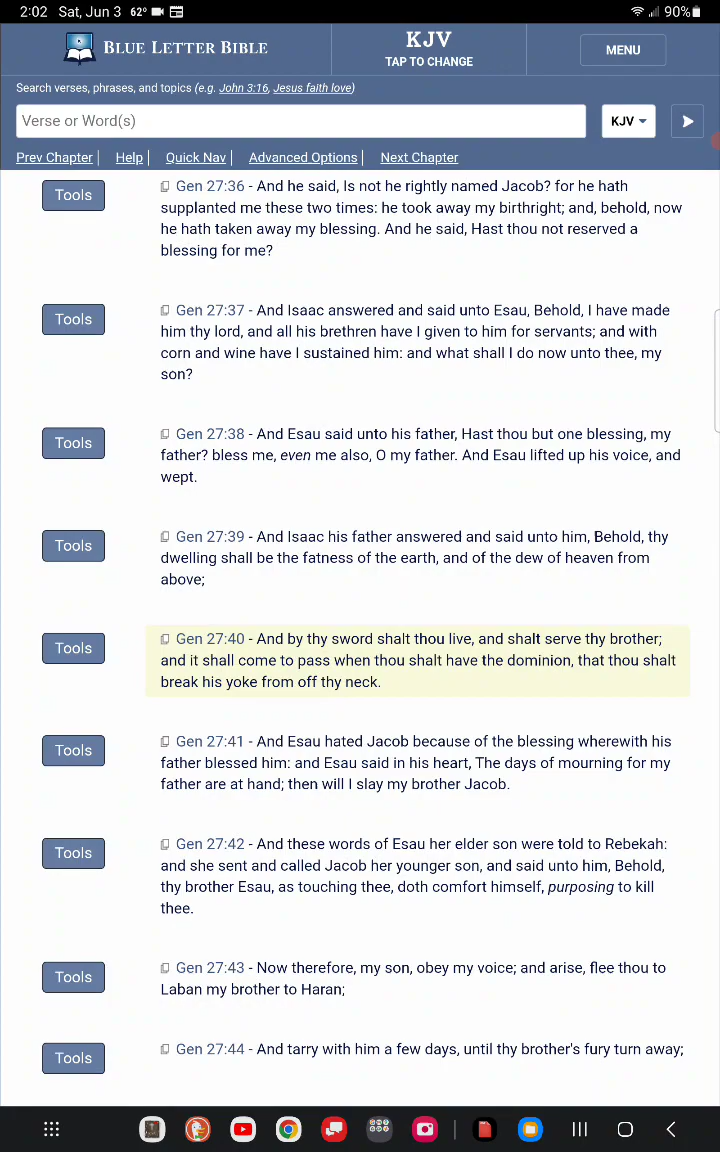 2:02 Sat, Jun 3 62° 90%
BLUE LETTER BIBLE
KJV
TAP TO CHANGE
MENU
Search verses, phrases, and topics (e.g. John 3:16, Jesus faith love)
Verse or Word(s)
KJV
Prev Chapter | Help | Quick Nav | Advanced Options | Next Chapter
Tools
Gen 27:36 - And he said, Is not he rightly named Jacob? for he hath
supplanted me these two times: he took away my birthright; and, behold, now
he hath taken away my blessing. And he said, Hast thou not reserved a
blessing for me?
Tools
Gen 27:37 - And Isaac answered and said unto Esau, Behold, I have made
him thy lord, and all his brethren have I given to him for servants; and with
corn and wine have I sustained him: and what shall I do now unto thee, my
son?
Tools
Gen 27:38 - And Esau said unto his father, Hast thou but one blessing, my
father? bless me, even me also, O my father. And Esau lifted up his voice, and
wept.
Tools
Gen 27:39 - And Isaac his father answered and said unto him, Behold, thy
dwelling shall be the fatness of the earth, and of the dew of heaven from
above;
Tools
Gen 27:40 - And by thy sword shalt thou live, and shalt serve thy brother;
and it shall come to pass when thou shalt have the dominion, that thou shalt
break his yoke from off thy neck.
Tools
Gen 27:41 - And Esau hated Jacob because of the blessing wherewith his
father blessed him: and Esau said in his heart, The days of mourning for my
father are at hand; then will I slay my brother Jacob.
Tools
Gen 27:42 - And these words of Esau her elder son were told to Rebekah:
and she sent and called Jacob her younger son, and said unto him, Behold,
thy brother Esau, as touching thee, doth comfort himself, purposing to kill
thee.
Tools
Gen 27:43 - Now therefore, my son, obey my voice; and arise, flee thou to
Laban my brother to Haran;
Tools
Gen 27:44 - And tarry with him a few days, until thy brother's fury turn away;